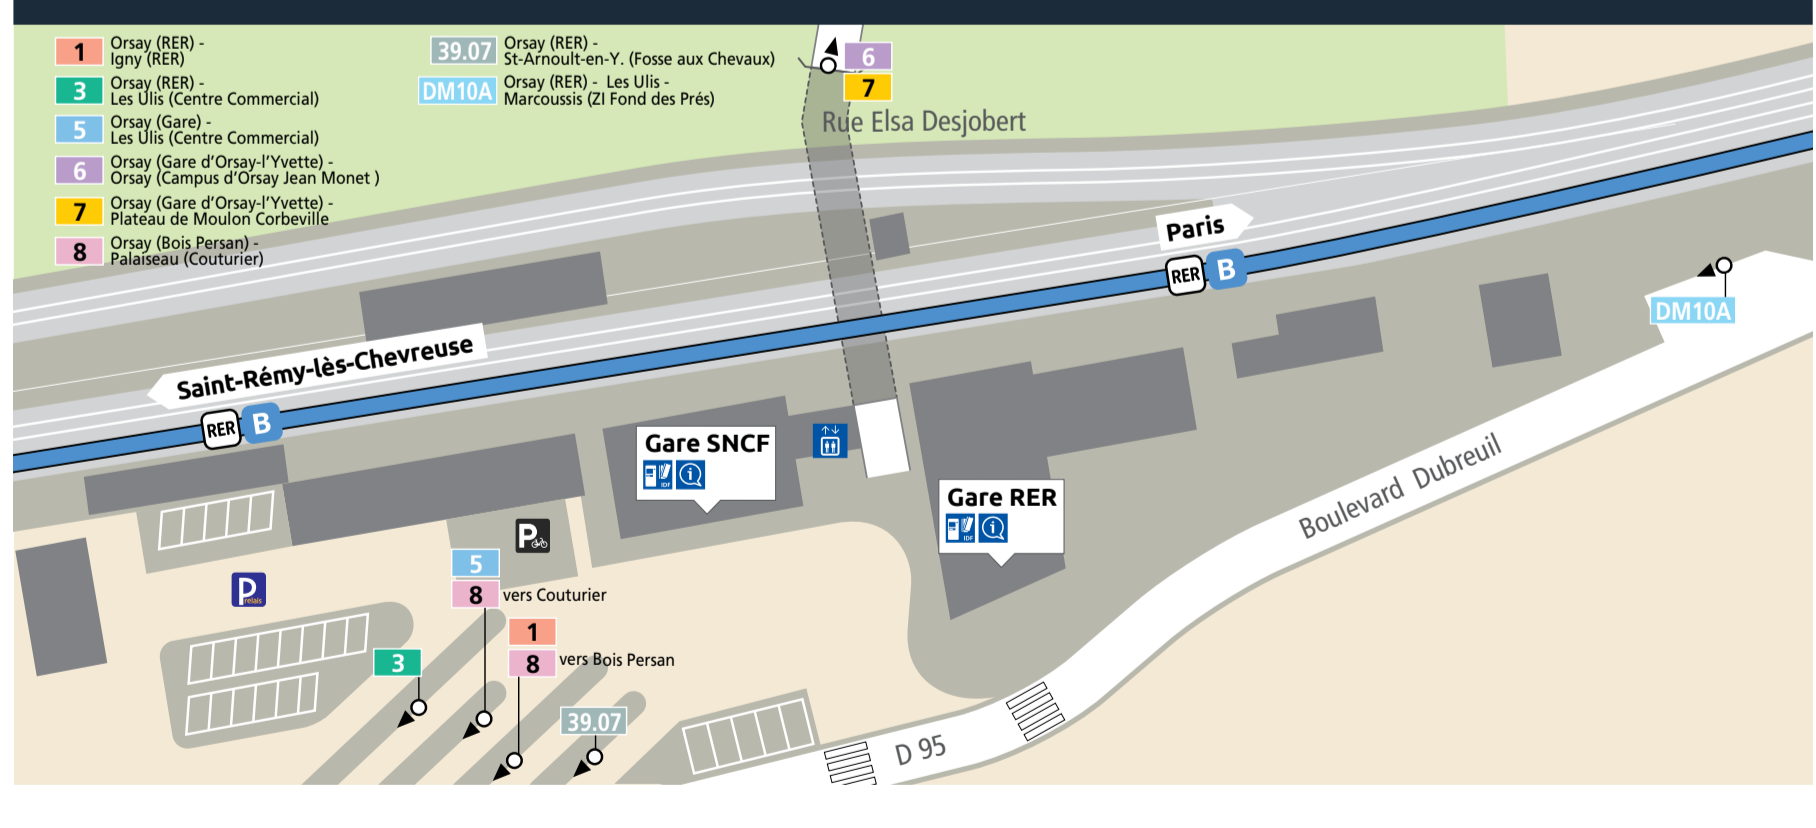 1
Orsay (RER) -
Igny (RER)
3
Orsay (RER) -
Les Ulis (Centre Commercial)
5
Orsay (Gare) -
Les Ulis (Centre Commercial)
6
Orsay (Gare d'Orsay-l'Yvette) -
Orsay (Campus d'Orsay Jean Monet )
7
Orsay (Gare d'Orsay-l'Yvette) -
Plateau de Moulon Corbeville
8
Orsay (Bois Persan) -
Palaiseau (Couturier)
39.07
Orsay (RER) -
St-Arnoult-en-Y. (Fosse aux Chevaux)
DM10A
Orsay (RER) - Les Ulis -
Marcoussis (ZI Fond des Prés)
6
7
Rue Elsa Desjobert
Paris
RER B
DM10A
Saint-Rémy-lès-Chevreuse
RER B
Gare SNCF
IDF
i
Gare RER
IDF
i
Boulevard Dubreuil
P
P
relais
5
8 vers Couturier
1
8 vers Bois Persan
3
39.07
D 95